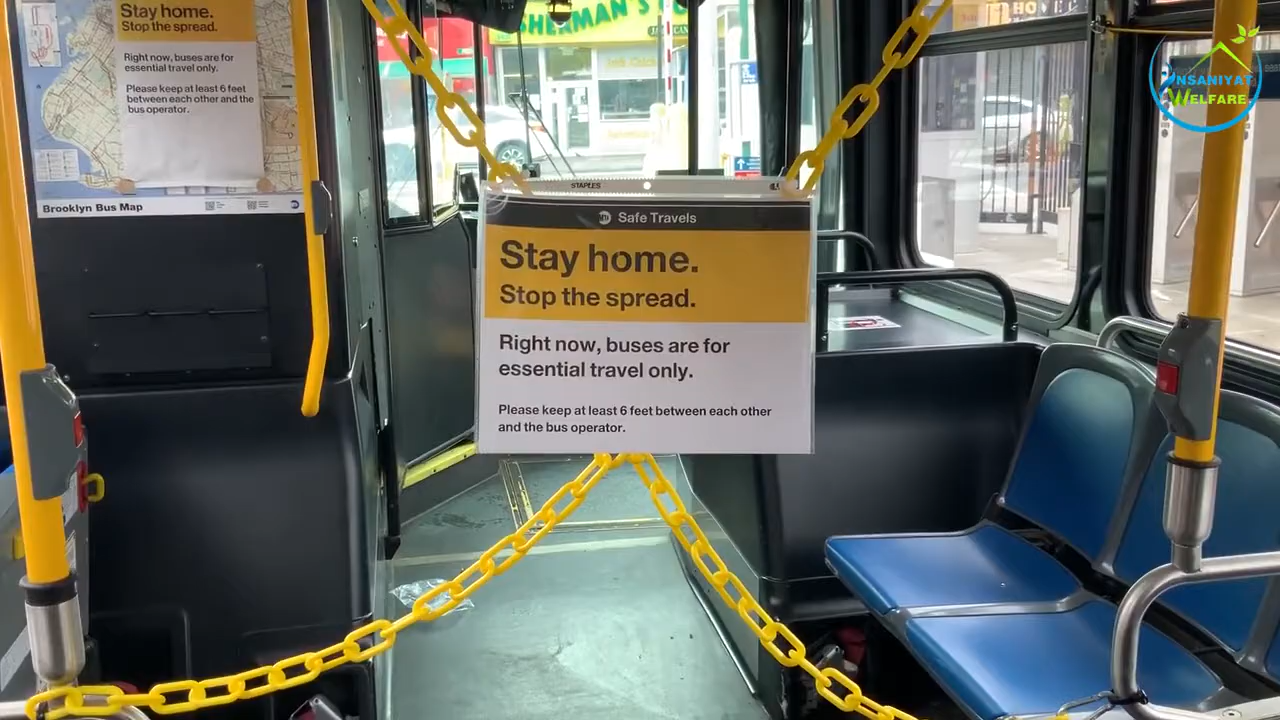 Stay home.
Stop the spread.
Right now, buses are for
essential travel only.
Please keep at least 6 feet
between each other and the
bus operator.
Brooklyn Bus Map
INSANIYAT
WELFARE
STAPLES
MTA Safe Travels
Stay home.
Stop the spread.
Right now, buses are for
essential travel only.
Please keep at least 6 feet between each other
and the bus operator.